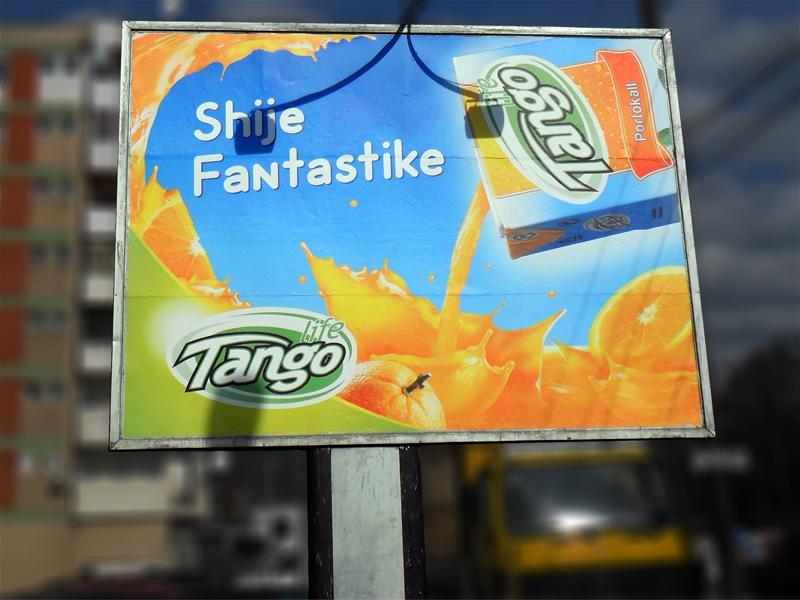 Shije
Fantastike
life
Tango
life
Tango
Portokall